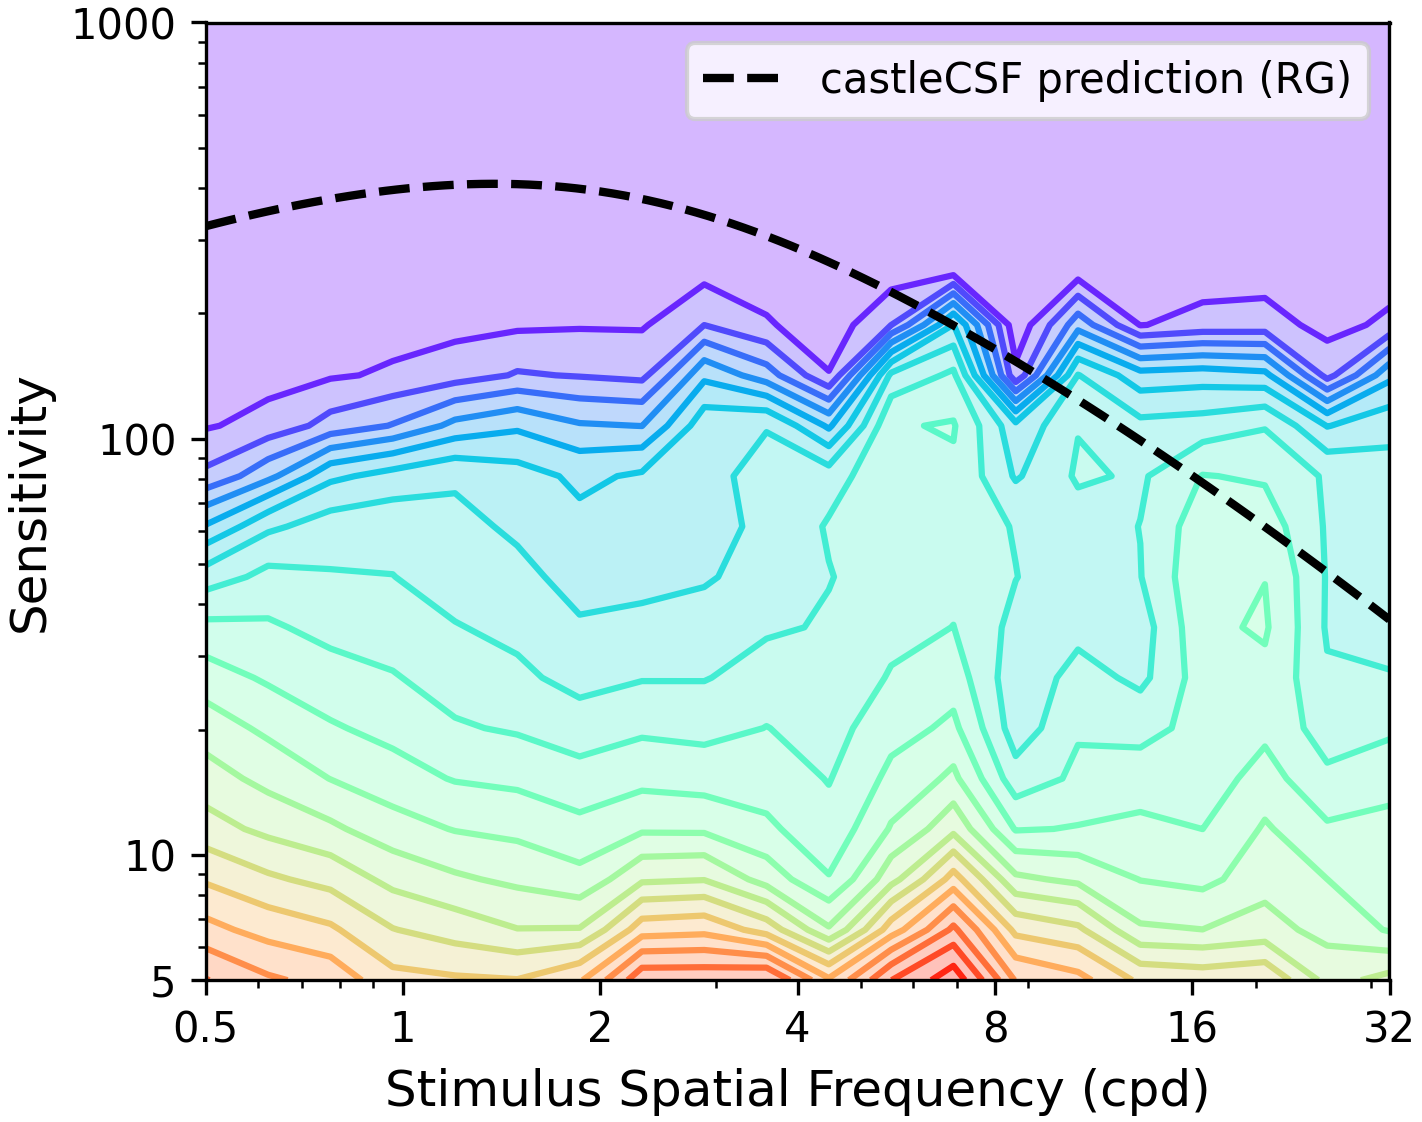 1000
castleCSF prediction (RG)
100
Sensitivity
10
5
0.5 1 2 4 8 16 32
Stimulus Spatial Frequency (cpd)